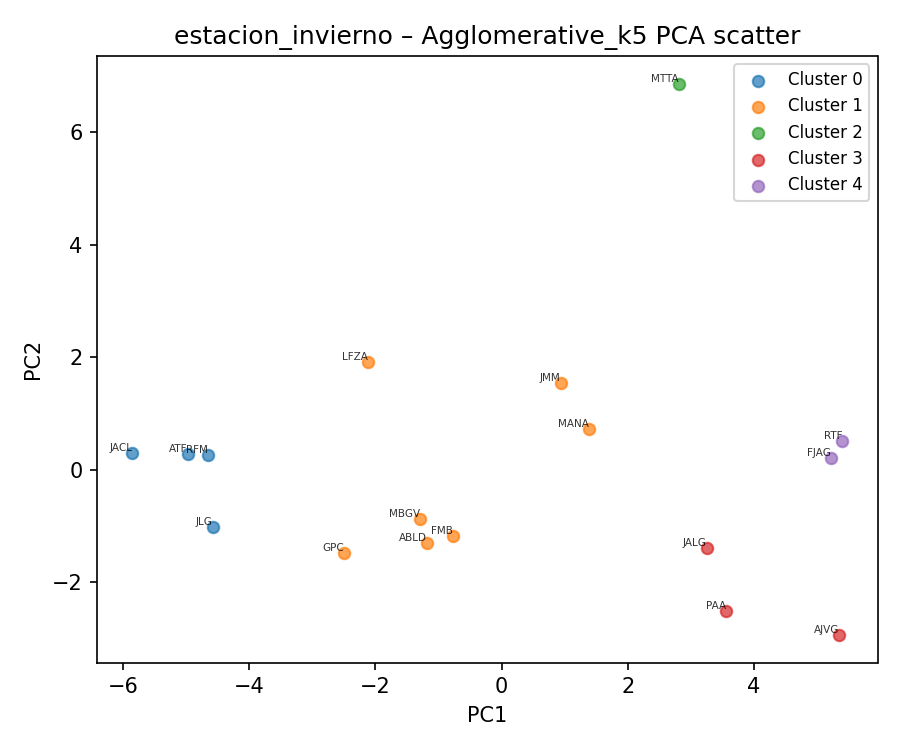 estacion_invierno – Agglomerative_k5 PCA scatter
MTTA
Cluster 0
Cluster 1
Cluster 2
Cluster 3
Cluster 4
6
4
2
0
−2
PC2
LFZA
JMM
MANA
RTF
FJAG
JACL
ATF
RFM
JLG
MBGV
FMB
ABLD
GPC
JALG
PAA
AJVG
−6
−4
−2
0
2
4
PC1